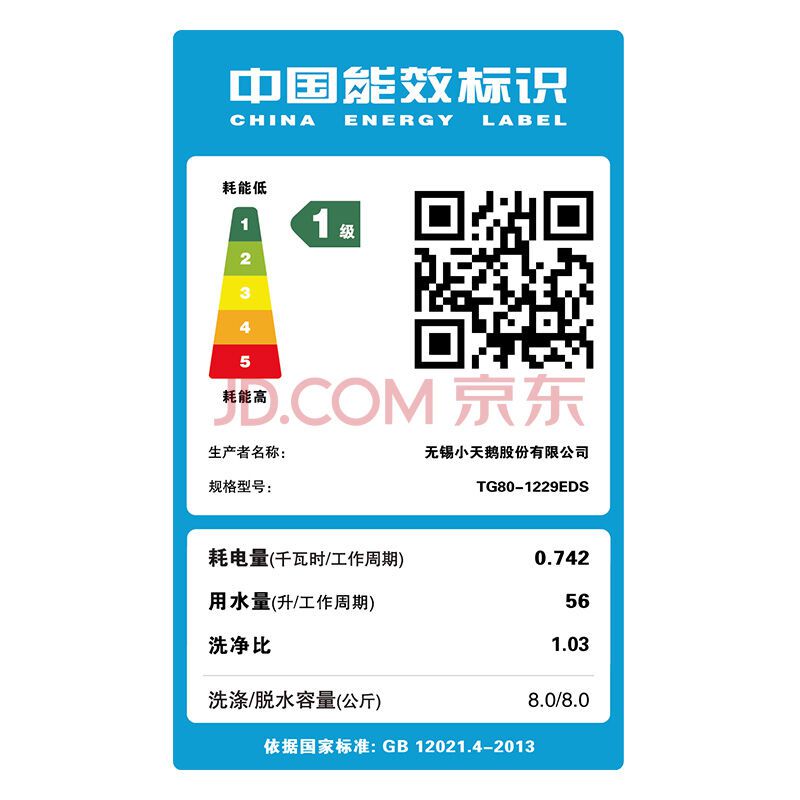 中国能效标识
CHINA ENERGY LABEL
耗能低
1
2
3
4
5
耗能高
1级
JD.COM 京东
生产者名称: 无锡小天鹅股份有限公司
规格型号: TG80-1229EDS
耗电量(千瓦时/工作周期) 0.742
用水量(升/工作周期) 56
洗净比 1.03
洗涤/脱水容量(公斤) 8.0/8.0
依据国家标准: GB 12021.4-2013